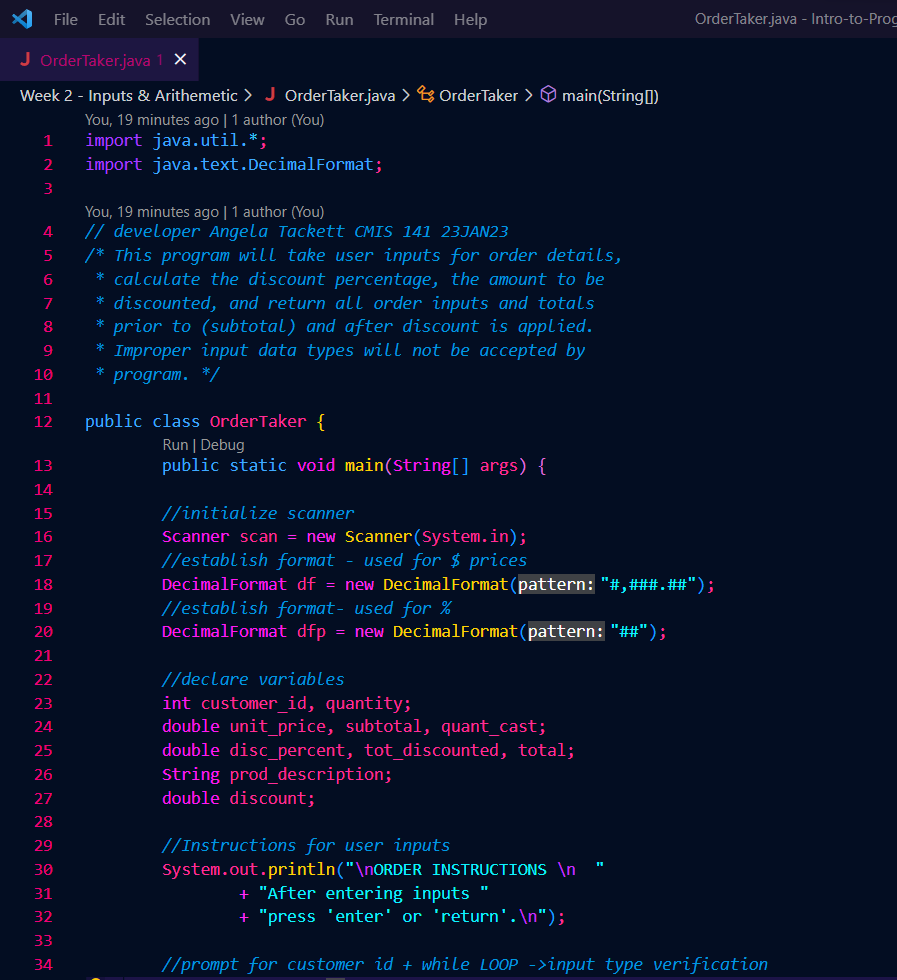 File Edit Selection View Go Run Terminal Help OrderTaker.java - Intro-to-Prog
J OrderTaker.java 1 ×
Week 2 - Inputs & Arithemetic > J OrderTaker.java > OrderTaker > main(String[])
You, 19 minutes ago | 1 author (You)
1 import java.util.*;
2 import java.text.DecimalFormat;
3
You, 19 minutes ago | 1 author (You)
4 // developer Angela Tackett CMIS 141 23JAN23
5 /* This program will take user inputs for order details,
6 * calculate the discount percentage, the amount to be
7 * discounted, and return all order inputs and totals
8 * prior to (subtotal) and after discount is applied.
9 * Improper input data types will not be accepted by
10 * program. */
11
12 public class OrderTaker {
Run | Debug
13 public static void main(String[] args) {
14
15 //initialize scanner
16 Scanner scan = new Scanner(System.in);
17 //establish format - used for $ prices
18 DecimalFormat df = new DecimalFormat(pattern: "#,###.##");
19 //establish format- used for %
20 DecimalFormat dfp = new DecimalFormat(pattern: "##");
21
22 //declare variables
23 int customer_id, quantity;
24 double unit_price, subtotal, quant_cast;
25 double disc_percent, tot_discounted, total;
26 String prod_description;
27 double discount;
28
29 //Instructions for user inputs
30 System.out.println("\nORDER INSTRUCTIONS \n  "
31 + "After entering inputs "
32 + "press 'enter' or 'return'.\n");
33
34 //prompt for customer id + while LOOP ->input type verification